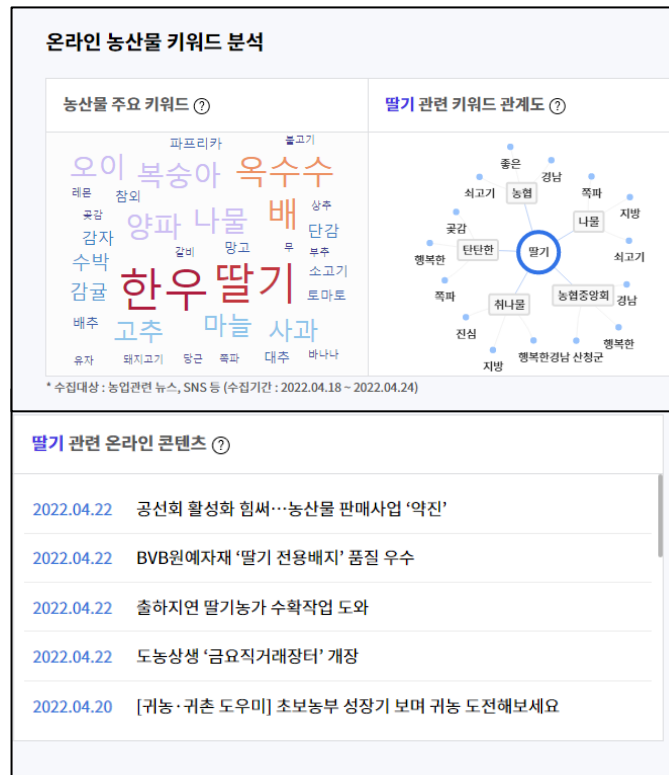 온라인 농산물 키워드 분석
농산물 주요 키워드 ?
딸기 관련 키워드 관계도 ?
파프리카 불고기
오이 복숭아 옥수수
레몬 참외 상추
곶감 양파 나물 배
감자 단감
갈비 망고 무 부추
수박 소고기
감귤 한우 딸기 토마토
배추 고추 마늘 사과
유자 돼지고기 당근 쪽파 대추 바나나
좋은
경남
쇠고기 농협 쪽파
곶감 나물 지방
행복한 탄탄한 딸기 쇠고기
쪽파 취나물 농협중앙회 경남
진심 행복한
지방 행복한경남 산청군
* 수집대상 : 농업관련 뉴스, SNS 등 (수집기간 : 2022.04.18 ~ 2022.04.24)
딸기 관련 온라인 콘텐츠 ?
2022.04.22 공선회 활성화 힘써…농산물 판매사업 ‘약진’
2022.04.22 BVB원예자재 ‘딸기 전용배지’ 품질 우수
2022.04.22 출하지연 딸기농가 수확작업 도와
2022.04.22 도농상생 ‘금요직거래장터’ 개장
2022.04.20 [귀농·귀촌 도우미] 초보농부 성장기 보며 귀농 도전해보세요